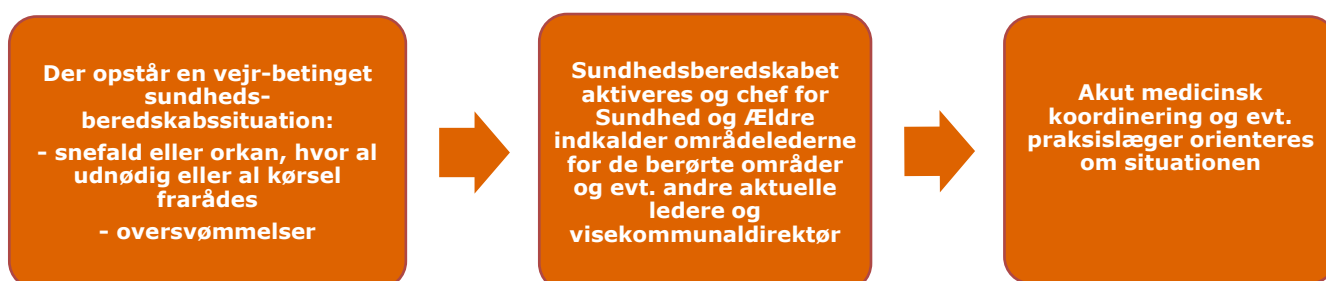 Der opstår en vejr-betinget
sundheds-
beredskabssituation:
- snefald eller orkan, hvor al
udnødig eller al kørsel
frarådes
- oversvømmelser
Sundhedsberedskabet
aktiveres og chef for
Sundhed og Ældre
indkalder områdelederne
for de berørte områder
og evt. andre aktuelle
ledere og
visekommunaldirektør
Akut medicinsk
koordinering og evt.
praksislæger orienteres
om situationen